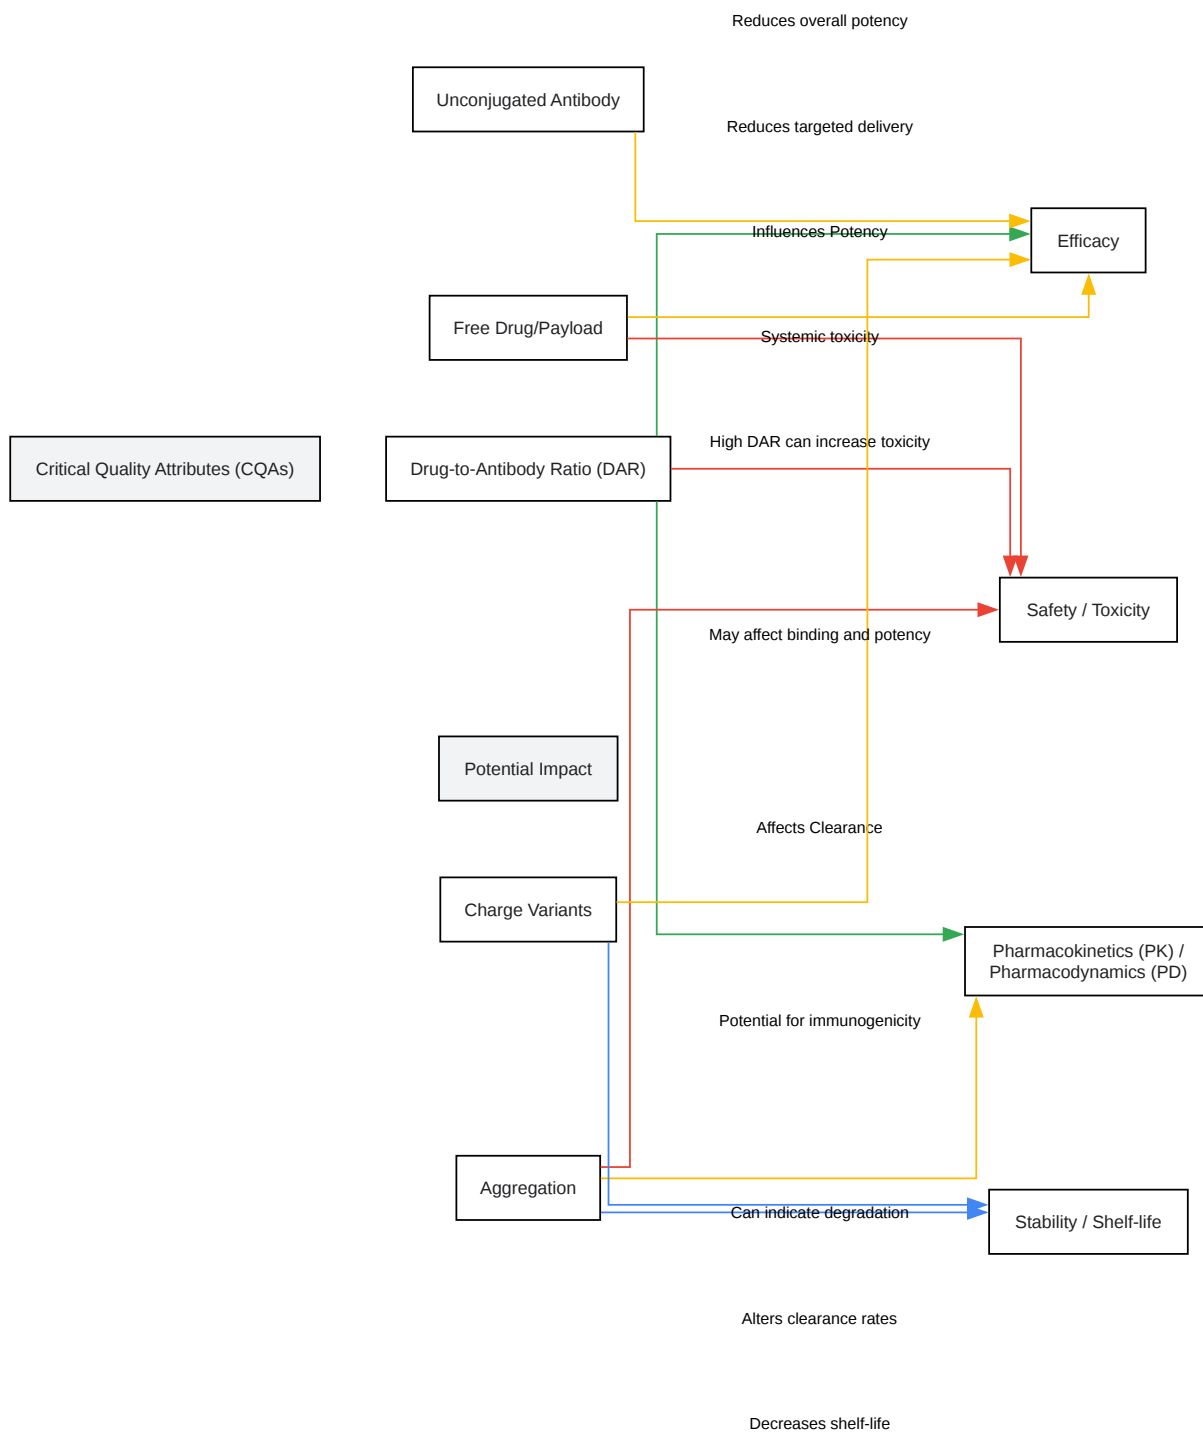 Reduces overall potency
Unconjugated Antibody
Reduces targeted delivery
Influences Potency
Efficacy
Free Drug/Payload
Systemic toxicity
High DAR can increase toxicity
Critical Quality Attributes (CQAs)
Drug-to-Antibody Ratio (DAR)
Safety / Toxicity
May affect binding and potency
Potential Impact
Affects Clearance
Charge Variants
Pharmacokinetics (PK) /
Pharmacodynamics (PD)
Potential for immunogenicity
Aggregation
Can indicate degradation
Stability / Shelf-life
Alters clearance rates
Decreases shelf-life